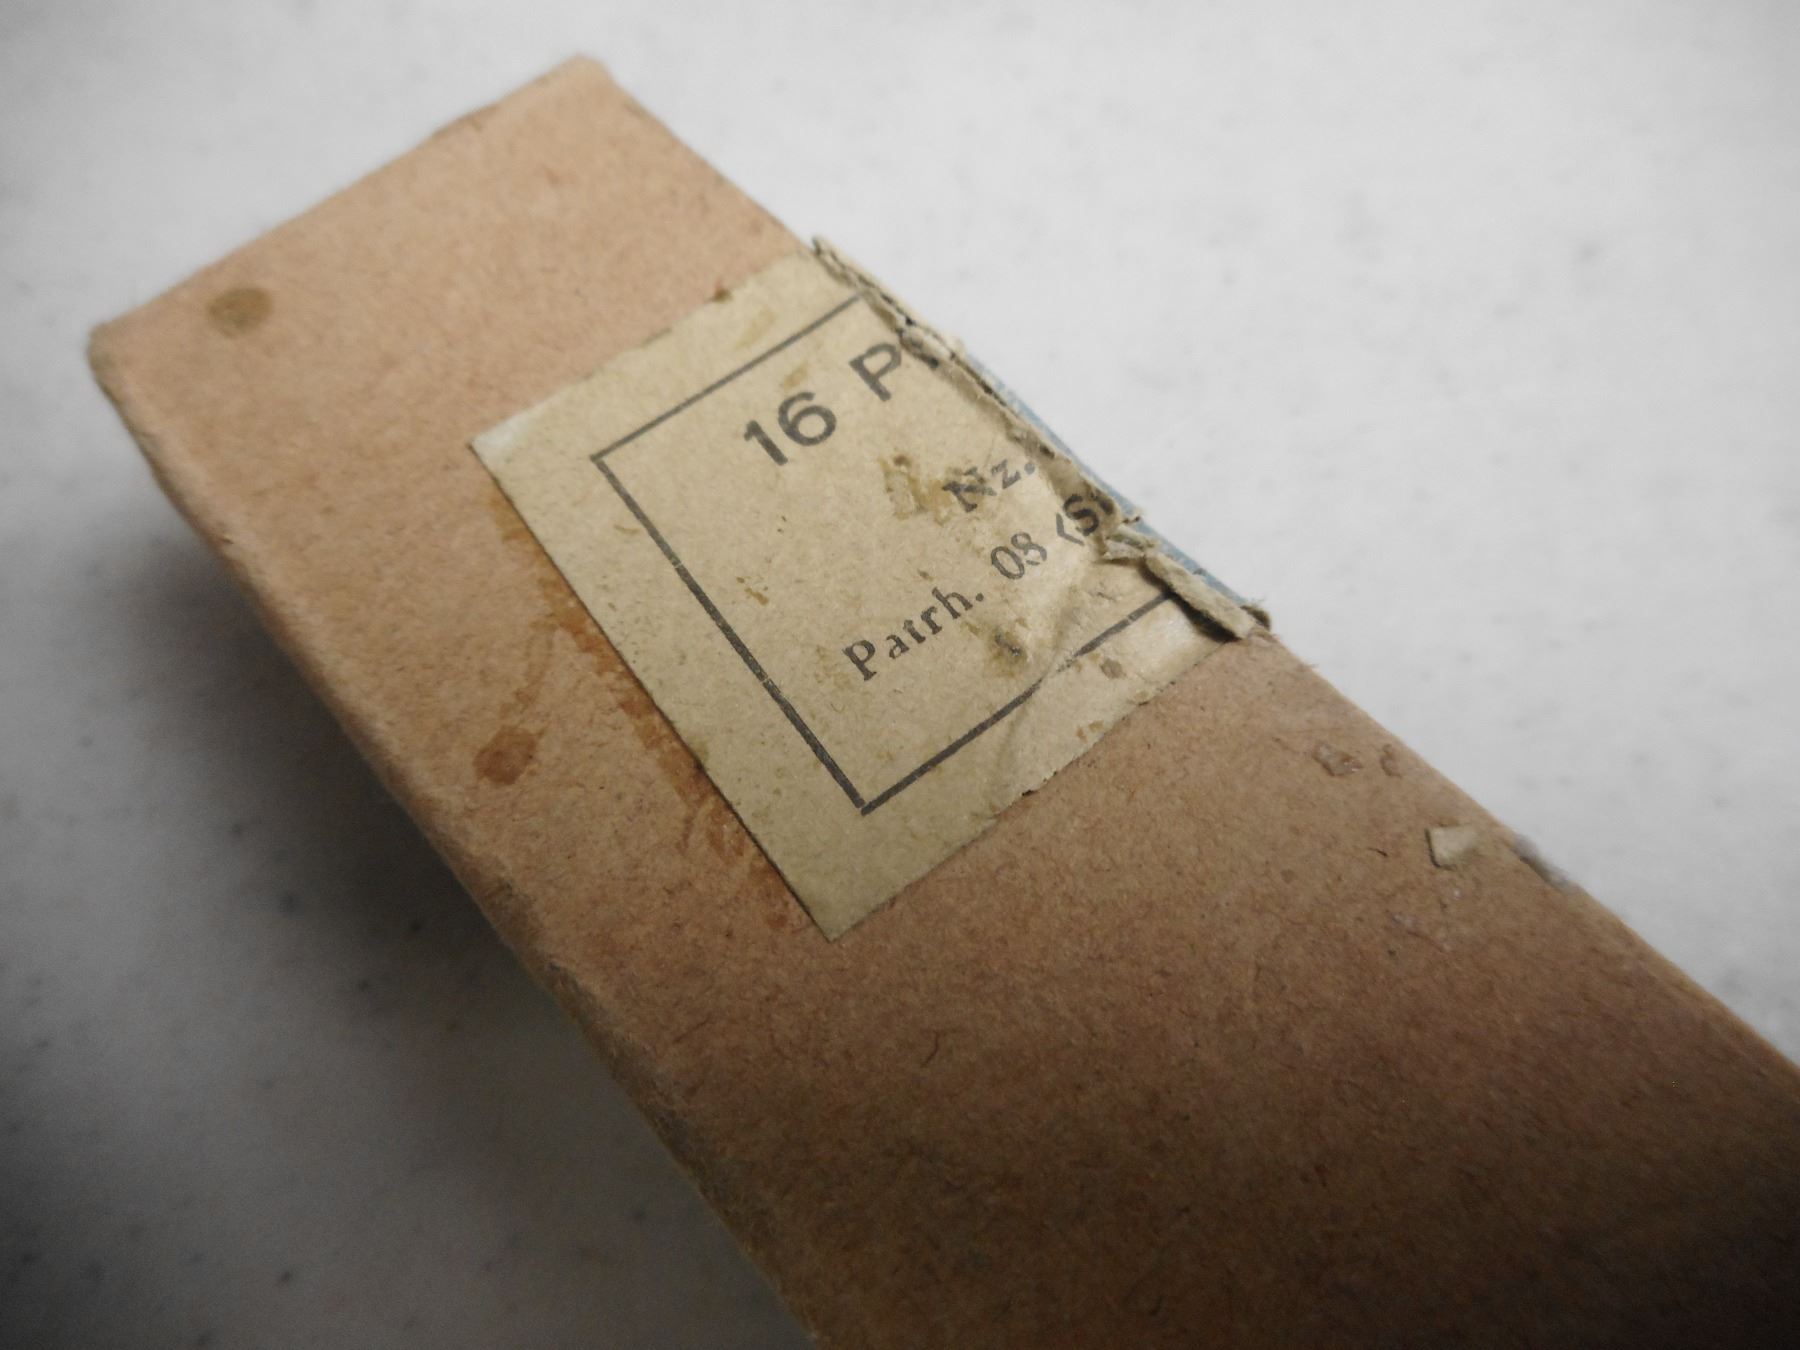 16 P
Nz.
Patrh. 08 (S